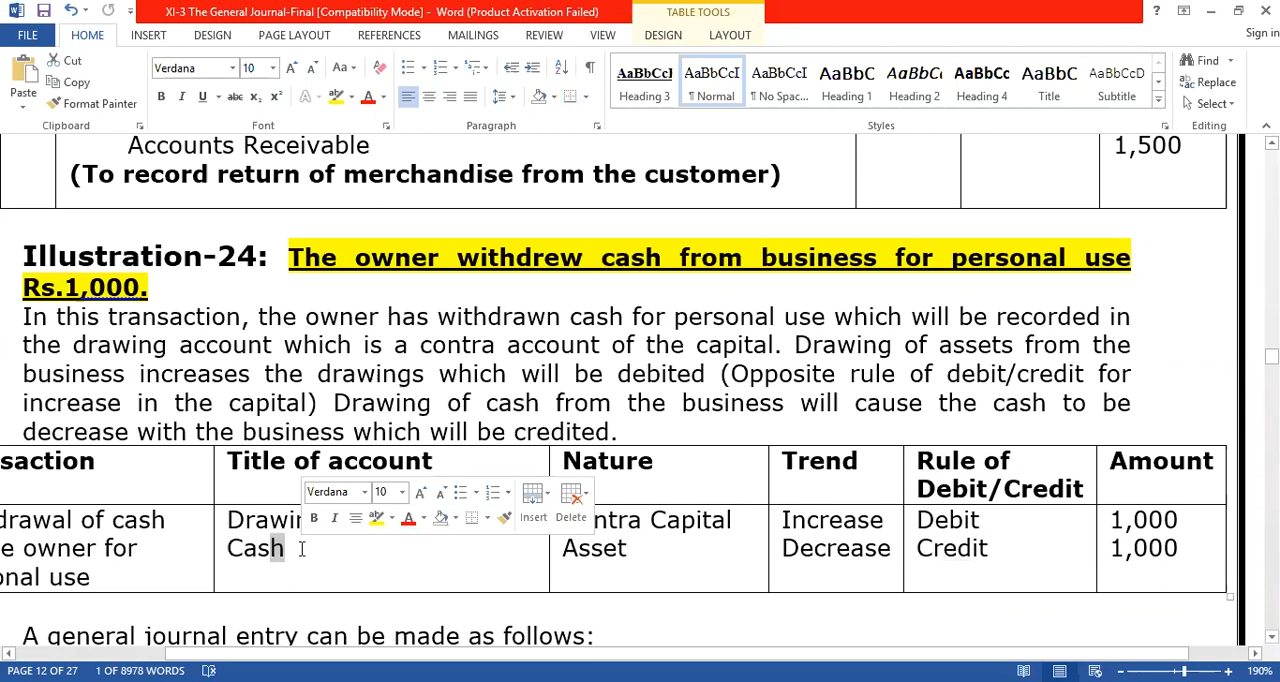 XI-3 The General Journal-Final [Compatibility Mode] - Word (Product Activation Failed)
TABLE TOOLS
?
FILE HOME INSERT DESIGN PAGE LAYOUT REFERENCES MAILINGS REVIEW VIEW DESIGN LAYOUT Sign in
Paste
Cut
Copy
Format Painter
Clipboard
Verdana 10
Font
Paragraph
AaBbCcI AaBbCcI AaBbCcI AaBbC AaBbC AaBbCc AaBbC AaBbCcD
Heading 3 ¶ Normal ¶ No Spac... Heading 1 Heading 2 Heading 4 Title Subtitle
Styles
Find
Replace
Select
Editing
Accounts Receivable 1,500
(To record return of merchandise from the customer)
Illustration-24: The owner withdrew cash from business for personal use
Rs.1,000.
In this transaction, the owner has withdrawn cash for personal use which will be recorded in
the drawing account which is a contra account of the capital. Drawing of assets from the
business increases the drawings which will be debited (Opposite rule of debit/credit for
increase in the capital) Drawing of cash from the business will cause the cash to be
decrease with the business which will be credited.
saction Title of account Nature Trend Rule of Amount
Debit/Credit
Verdana 10
B I A Insert Delete
drawal of cash Drawin ntra Capital Increase Debit 1,000
e owner for Cash Asset Decrease Credit 1,000
onal use
A general journal entry can be made as follows:
PAGE 12 OF 27 1 OF 8978 WORDS 190%